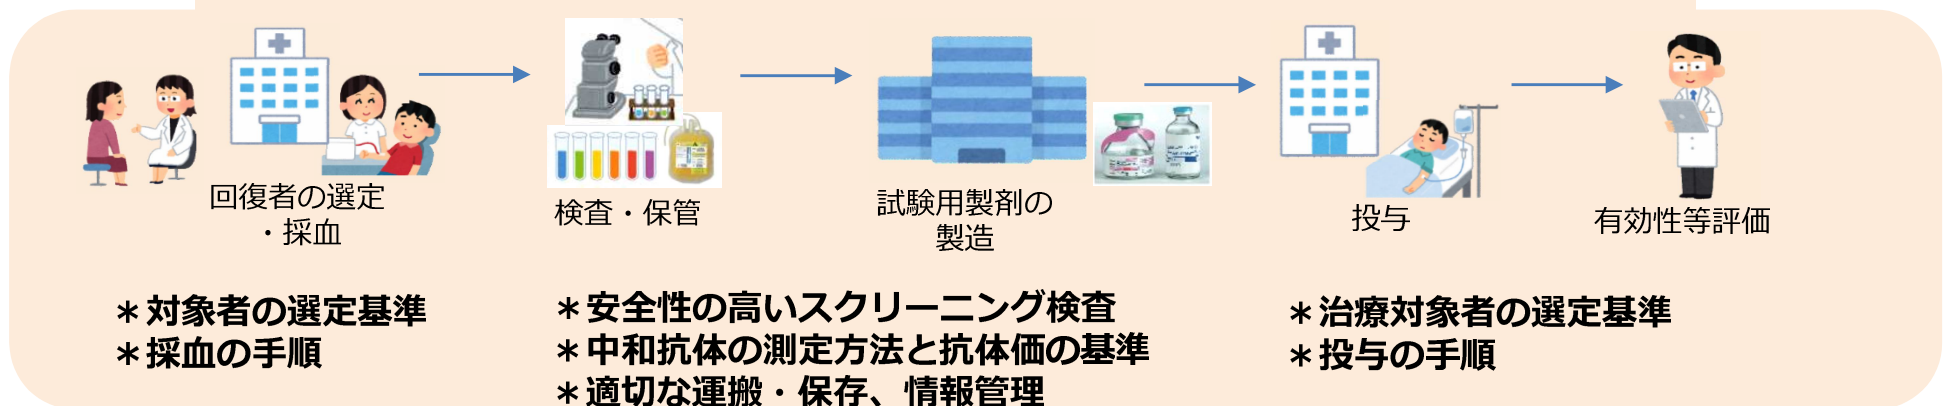 回復者の選定
・採血
検査・保管
試験用製剤の
製造
投与
有効性等評価
＊対象者の選定基準
＊採血の手順
＊安全性の高いスクリーニング検査
＊中和抗体の測定方法と抗体価の基準
＊適切な運搬・保存、情報管理
＊治療対象者の選定基準
＊投与の手順